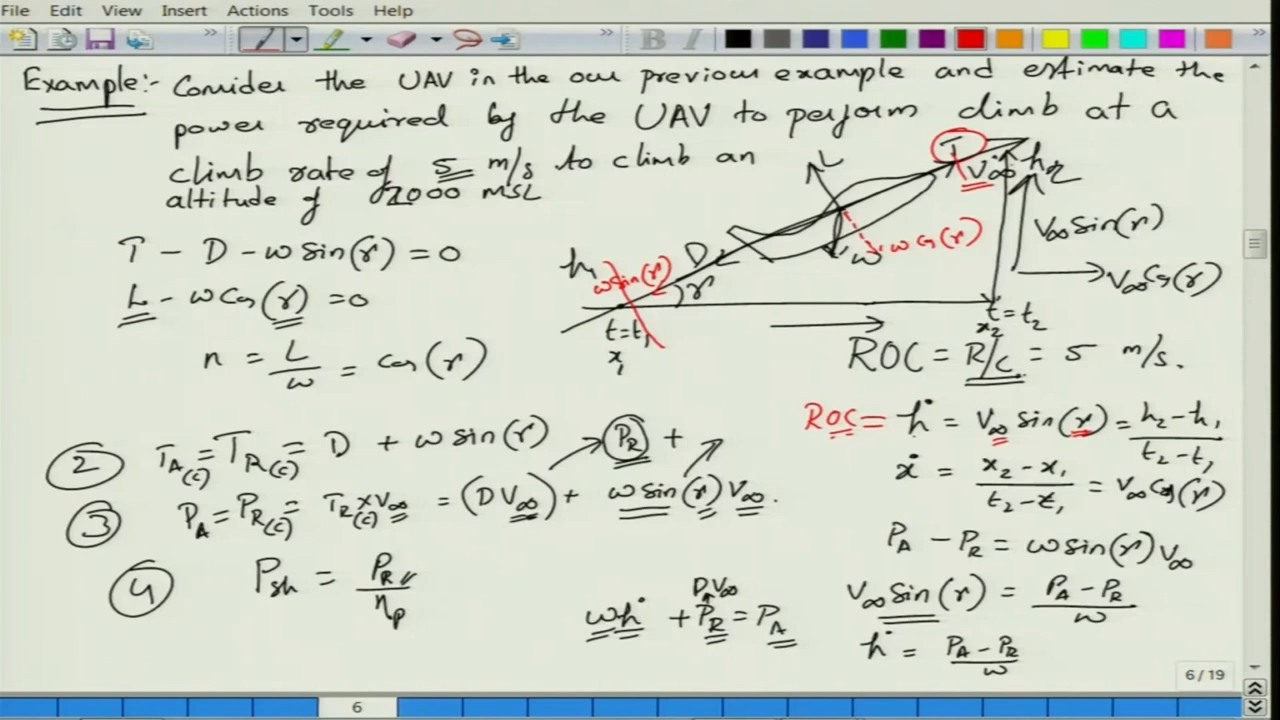 File Edit View Insert Actions Tools Help
Example:- Consider the UAV in the our previous example and estimate the
power required by the UAV to perform climb at a
climb rate of 5 m/s to climb an
altitude of 2000 MSL
T - D - w sin(γ) = 0
L - w cos(γ) = 0
n = L/w = cos(γ)
L
T
V∞
h2
V∞ sin(γ)
V∞ cos(γ)
w cos(γ)
w
D
w sin(γ)
h1
γ
t = t1
x1
t = t2
x2
ROC = R/C = 5 m/s.
ROC = ḣ = V∞ sin(γ) = (h2 - h1)/(t2 - t1)
ẋ = (x2 - x1)/(t2 - t1) = V∞ cos(γ)
② TA(c) = TR(c) = D + w sin(γ)
PR +
③ PA = PR(c) = TR(c) × V∞ = (D V∞) + w sin(γ) V∞.
④ Psh = PR/ηp
D V∞
wḣ + PR = PA
PA - PR = w sin(γ) V∞
V∞ sin(γ) = (PA - PR)/w
ḣ = (PA - PR)/w
6/19
6